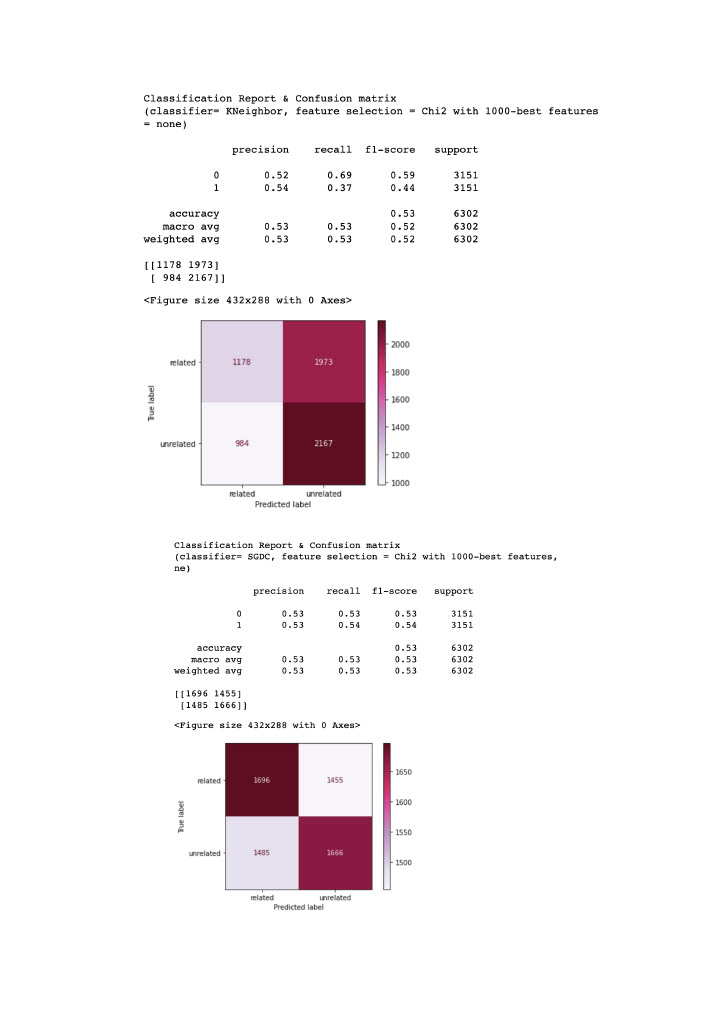 Classification Report & Confusion matrix
(classifier= KNeighbor, feature selection = Chi2 with 1000-best features
= none)
precision recall f1-score support
0 0.52 0.69 0.59 3151
1 0.54 0.37 0.44 3151
accuracy 0.53 6302
macro avg 0.53 0.53 0.52 6302
weighted avg 0.53 0.53 0.52 6302
[[1178 1973]
[ 984 2167]]
<Figure size 432x288 with 0 Axes>
related 1178 1973
unrelated 984 2167
True label
related unrelated
Predicted label
2000
1800
1600
1400
1200
1000
Classification Report & Confusion matrix
(classifier= SGDC, feature selection = Chi2 with 1000-best features,
ne)
precision recall f1-score support
0 0.53 0.53 0.53 3151
1 0.53 0.54 0.54 3151
accuracy 0.53 6302
macro avg 0.53 0.53 0.53 6302
weighted avg 0.53 0.53 0.53 6302
[[1696 1455]
[1485 1666]]
<Figure size 432x288 with 0 Axes>
related 1696 1455
unrelated 1485 1666
True label
related unrelated
Predicted label
1650
1600
1550
1500